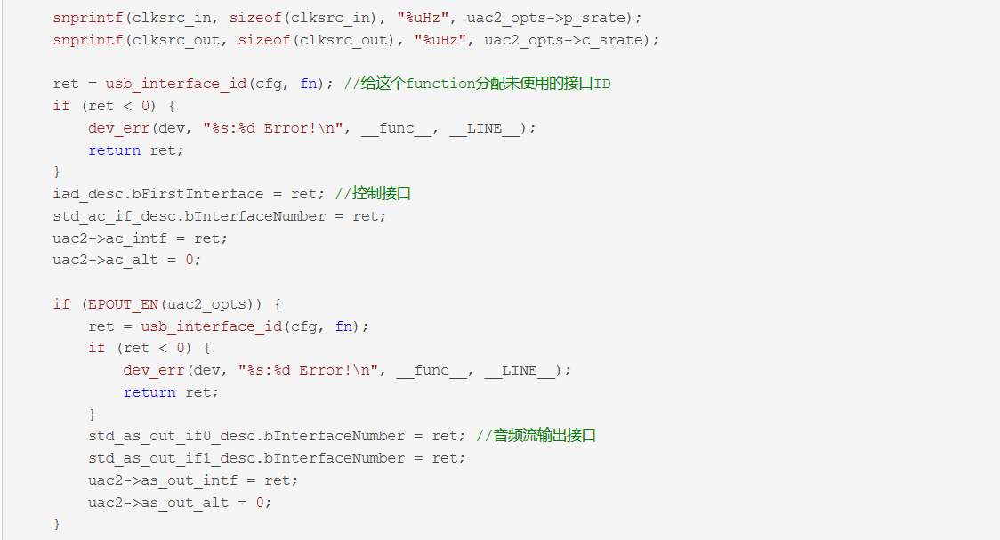 snprintf(clksrc_in, sizeof(clksrc_in), "%uHz", uac2_opts->p_srate);
snprintf(clksrc_out, sizeof(clksrc_out), "%uHz", uac2_opts->c_srate);
ret = usb_interface_id(cfg, fn); //给这个function分配未使用的接口ID
if (ret < 0) {
dev_err(dev, "%s:%d Error!\n", __func__, __LINE__);
return ret;
}
iad_desc.bFirstInterface = ret; //控制接口
std_ac_if_desc.bInterfaceNumber = ret;
uac2->ac_intf = ret;
uac2->ac_alt = 0;
if (EPOUT_EN(uac2_opts)) {
ret = usb_interface_id(cfg, fn);
if (ret < 0) {
dev_err(dev, "%s:%d Error!\n", __func__, __LINE__);
return ret;
}
std_as_out_if0_desc.bInterfaceNumber = ret; //音频流输出接口
std_as_out_if1_desc.bInterfaceNumber = ret;
uac2->as_out_intf = ret;
uac2->as_out_alt = 0;
}